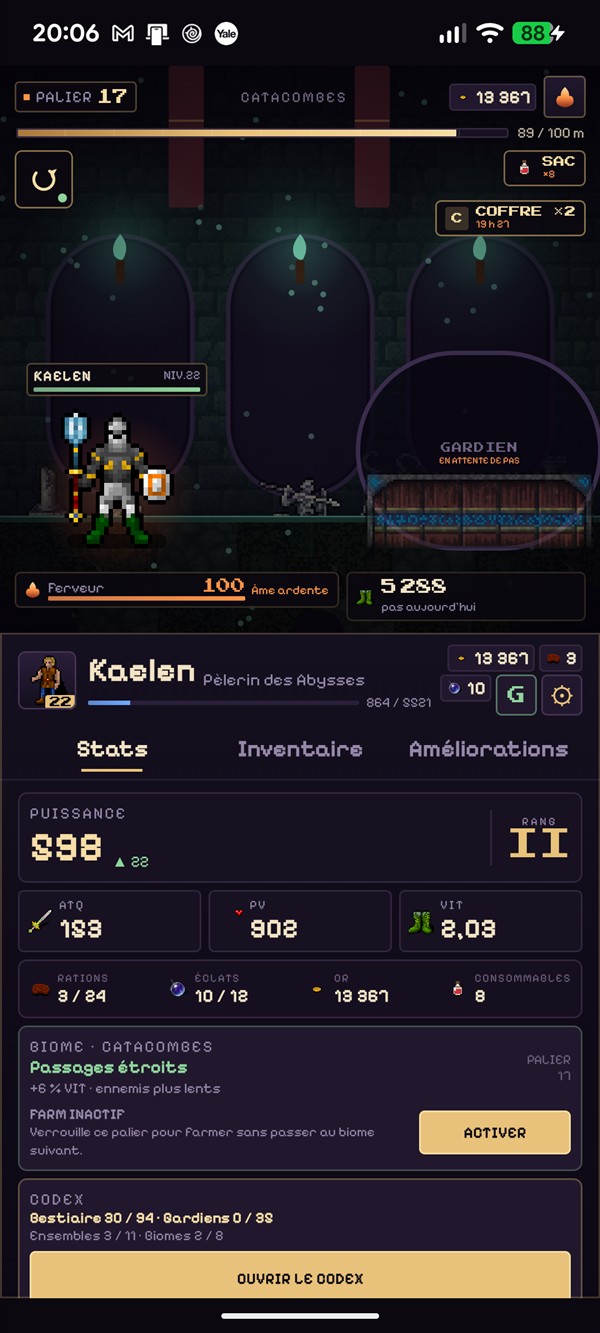 20:06 Yale 88
PALIER 17
CATACOMBES
13 367
89 / 100 m
SAC
×8
C COFFRE ×2
19 h 27
KAELEN NIV.22
GARDIEN
EN ATTENTE DE PAS
Ferveur 100 Âme ardente
5 288
pas aujourd'hui
13 367 3
Kaelen Pèlerin des Abysses
22
864 /
10 G
Stats Inventaire Améliorations
PUISSANCE
▲ 22
RANG
II
ATQ
PV
902
VIT
2,03
RATIONS
3 / 24
ÉCLATS
10 / 12
OR
13 367
CONSOMMABLES
8
BIOME · CATACOMBES
Passages étroits
+6 % VIT · ennemis plus lents
PALIER
17
FARM INACTIF
Verrouille ce palier pour farmer sans passer au biome
suivant.
ACTIVER
CODEX
Bestiaire 30 / 94 · Gardiens 0 /
Ensembles 3 / 11 · Biomes 2 / 8
OUVRIR LE CODEX